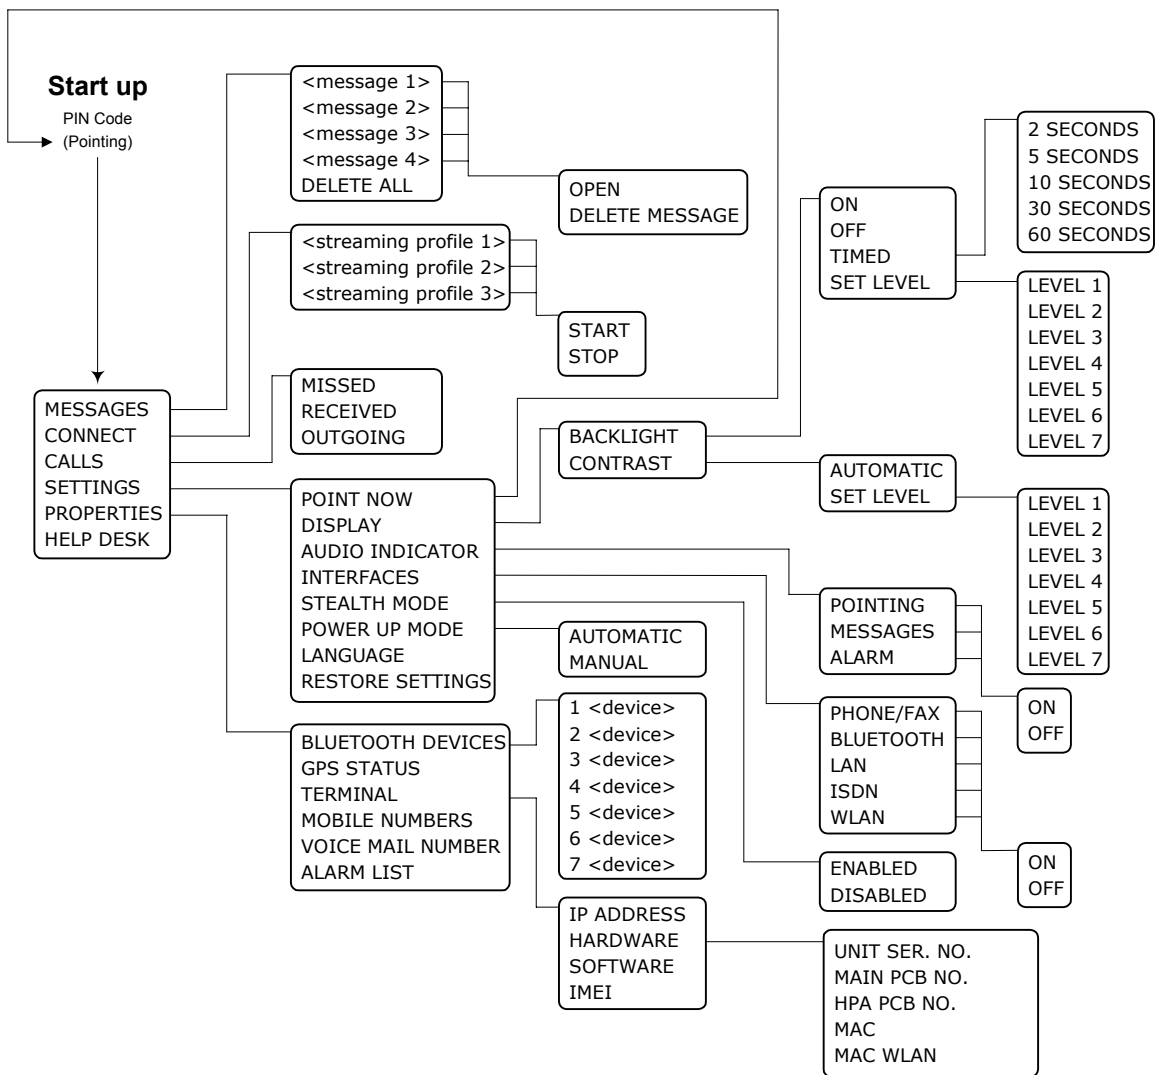 Start up
PIN Code
(Pointing)
MESSAGES
CONNECT
CALLS
SETTINGS
PROPERTIES
HELP DESK
<message 1>
<message 2>
<message 3>
<message 4>
DELETE ALL
OPEN
DELETE MESSAGE
<streaming profile 1>
<streaming profile 2>
<streaming profile 3>
START
STOP
MISSED
RECEIVED
OUTGOING
POINT NOW
DISPLAY
AUDIO INDICATOR
INTERFACES
STEALTH MODE
POWER UP MODE
LANGUAGE
RESTORE SETTINGS
BACKLIGHT
CONTRAST
ON
OFF
TIMED
SET LEVEL
2 SECONDS
5 SECONDS
10 SECONDS
30 SECONDS
60 SECONDS
LEVEL 1
LEVEL 2
LEVEL 3
LEVEL 4
LEVEL 5
LEVEL 6
LEVEL 7
AUTOMATIC
SET LEVEL
LEVEL 1
LEVEL 2
LEVEL 3
LEVEL 4
LEVEL 5
LEVEL 6
LEVEL 7
POINTING
MESSAGES
ALARM
ON
OFF
PHONE/FAX
BLUETOOTH
LAN
ISDN
WLAN
ON
OFF
ENABLED
DISABLED
AUTOMATIC
MANUAL
BLUETOOTH DEVICES
GPS STATUS
TERMINAL
MOBILE NUMBERS
VOICE MAIL NUMBER
ALARM LIST
1 <device>
2 <device>
3 <device>
4 <device>
5 <device>
6 <device>
7 <device>
IP ADDRESS
HARDWARE
SOFTWARE
IMEI
UNIT SER. NO.
MAIN PCB NO.
HPA PCB NO.
MAC
MAC WLAN